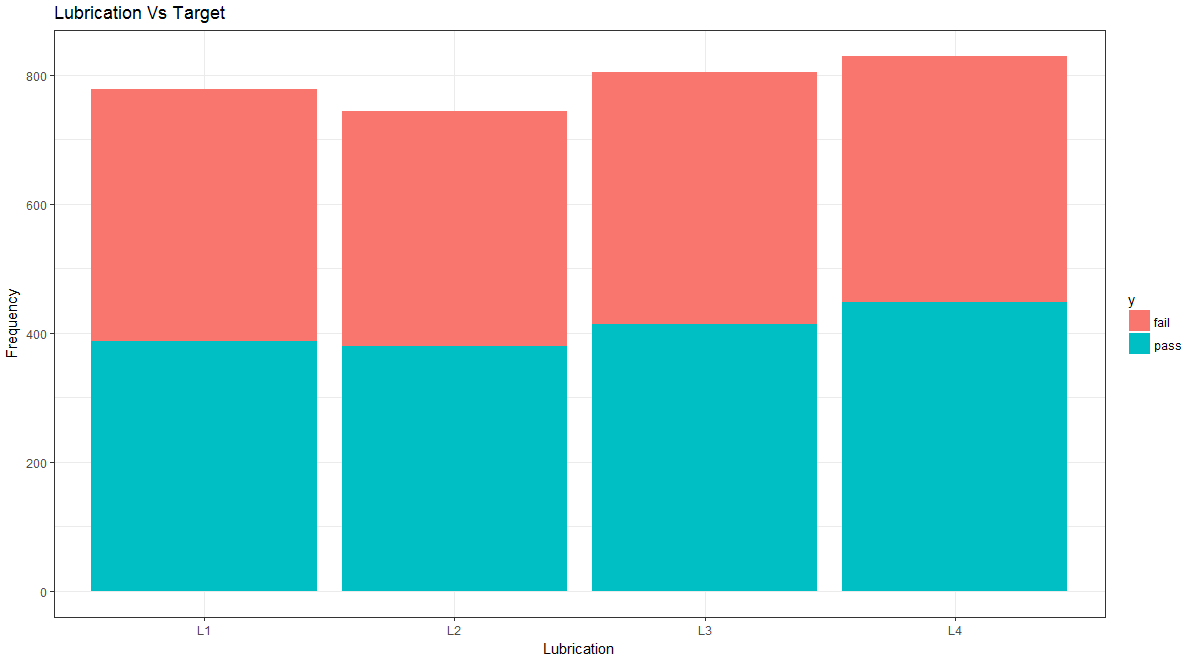 Lubrication Vs Target
800
600
400
200
0
Frequency
L1 L2 L3 L4
Lubrication
y
fail
pass